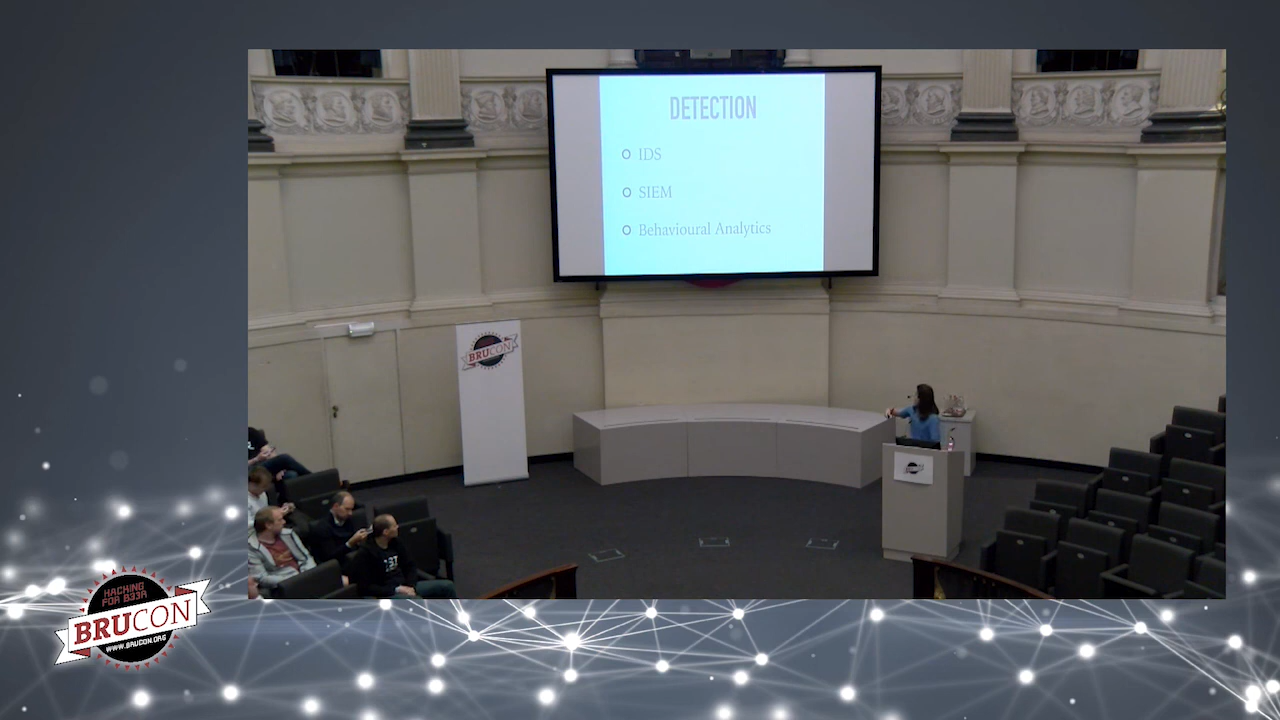 DETECTION
IDS
SIEM
Behavioural Analytics
BRUCON
HACKING
FOR B33R
BRUCON
WWW.BRUCON.ORG